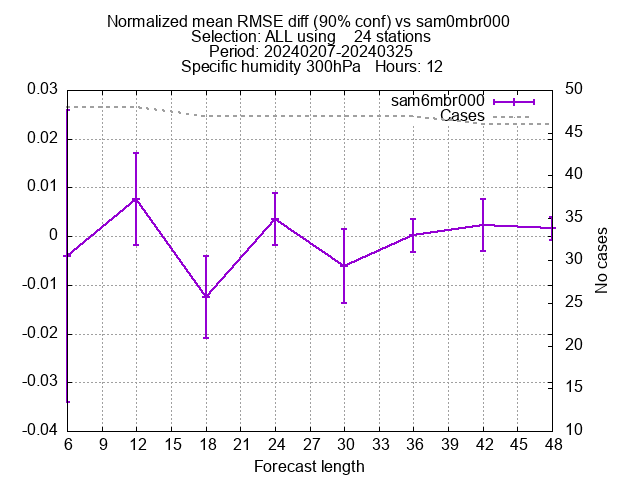 Normalized mean RMSE diff (90% conf) vs sam0mbr000
Selection: ALL using    24 stations
Period: 20240207-20240325
Specific humidity 300hPa   Hours: 12
sam6mbr000
Cases
0.03
0.02
0.01
0
-0.01
-0.02
-0.03
-0.04
50
45
40
35
30
25
20
15
10
No cases
6 9 12 15 18 21 24 27 30 33 36 39 42 45 48
Forecast length